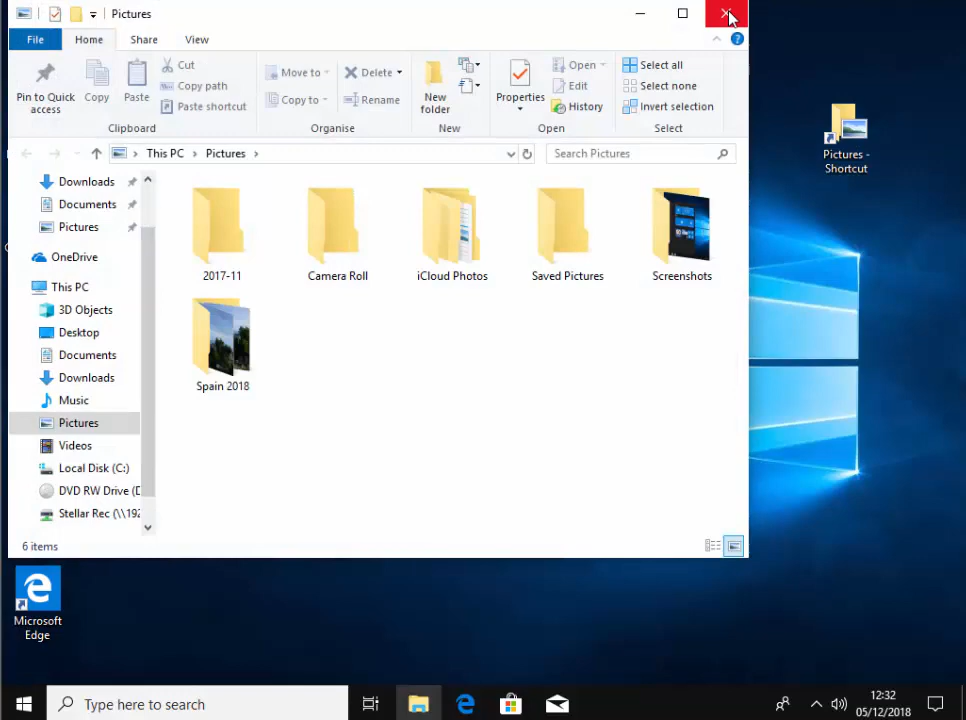 Pictures
File Home Share View
Pin to Quick access
Copy
Paste
Cut
Copy path
Paste shortcut
Clipboard
Move to
Copy to
Delete
Rename
Organise
New folder
New
Properties
Open
Edit
History
Open
Select all
Select none
Invert selection
Select
This PC Pictures
Search Pictures
Downloads
Documents
Pictures
OneDrive
This PC
3D Objects
Desktop
Documents
Downloads
Music
Pictures
Videos
Local Disk (C:)
DVD RW Drive (D
Stellar Rec (\\192
2017-11
Camera Roll
iCloud Photos
Saved Pictures
Screenshots
Spain 2018
6 items
Pictures -
Shortcut
Microsoft
Edge
Type here to search
12:32
05/12/2018